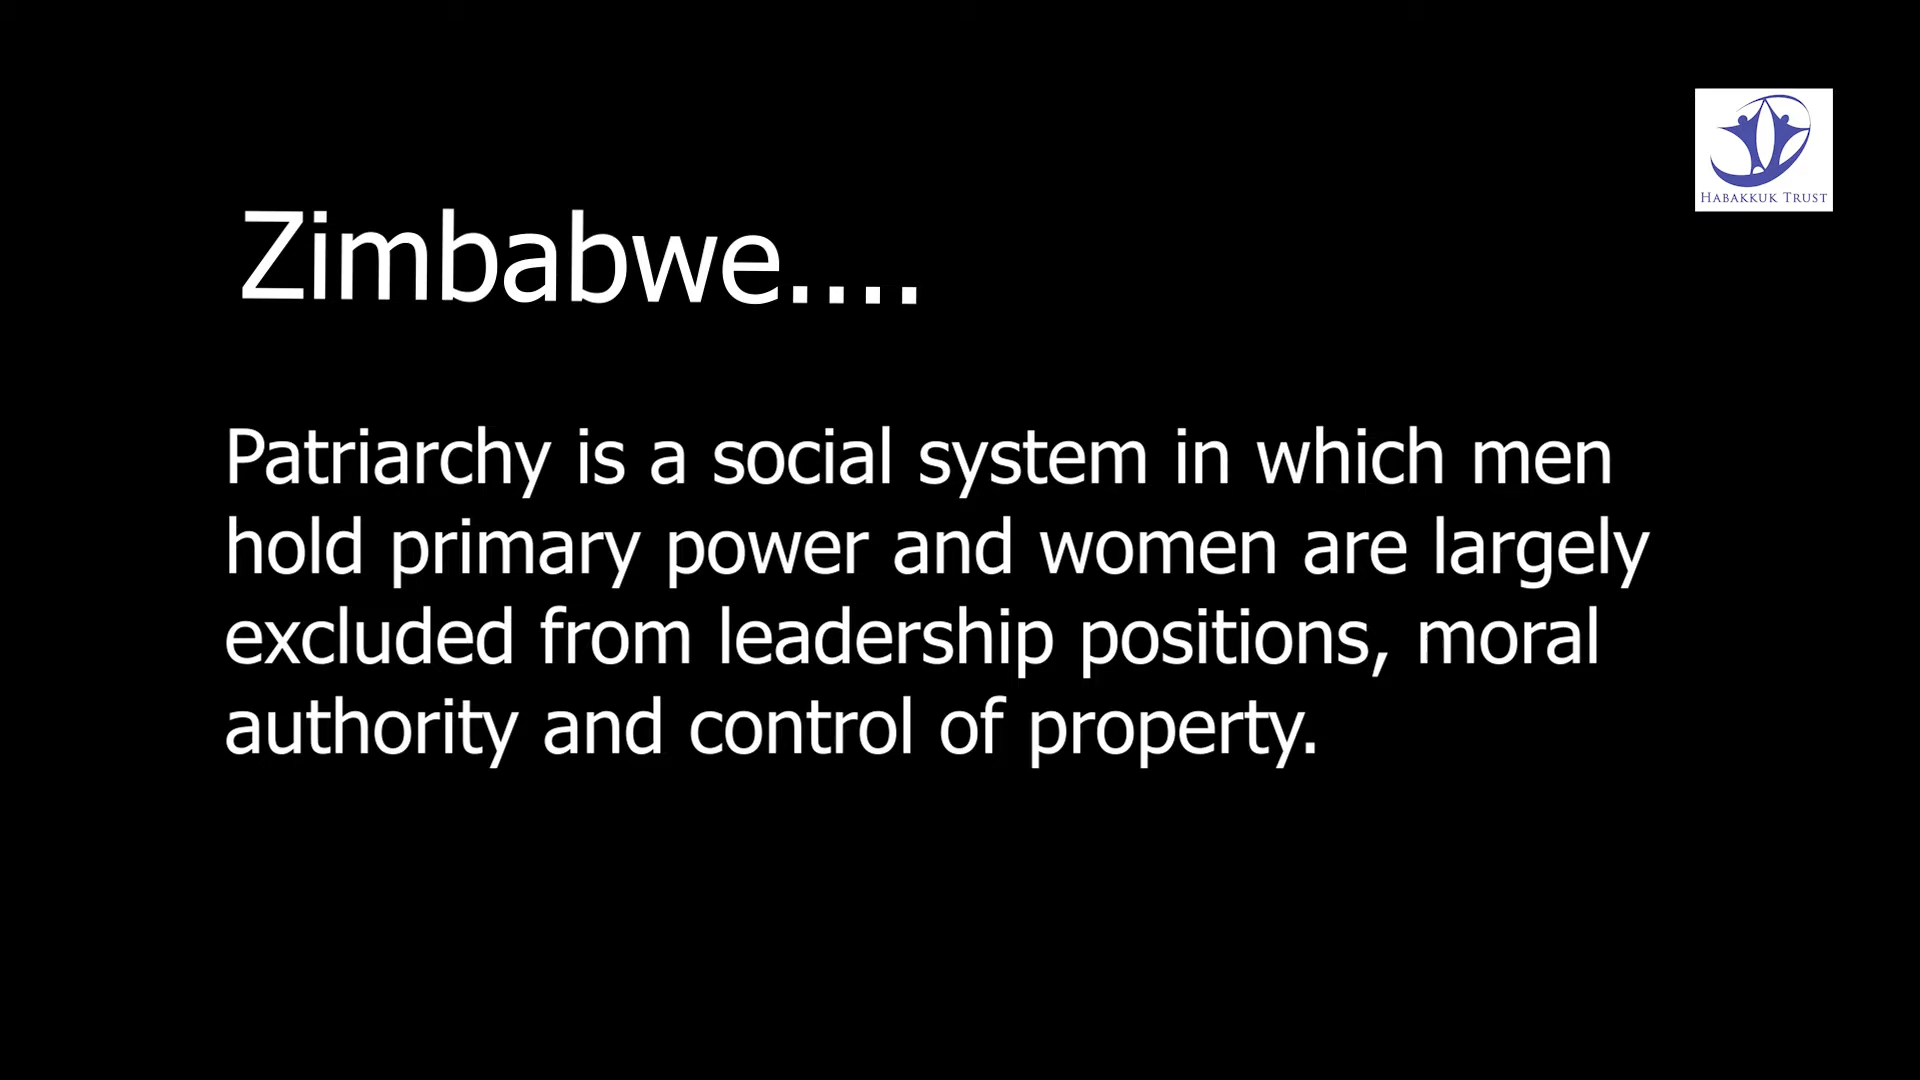 HABAKKUK TRUST
Zimbabwe....
Patriarchy is a social system in which men
hold primary power and women are largely
excluded from leadership positions, moral
authority and control of property.